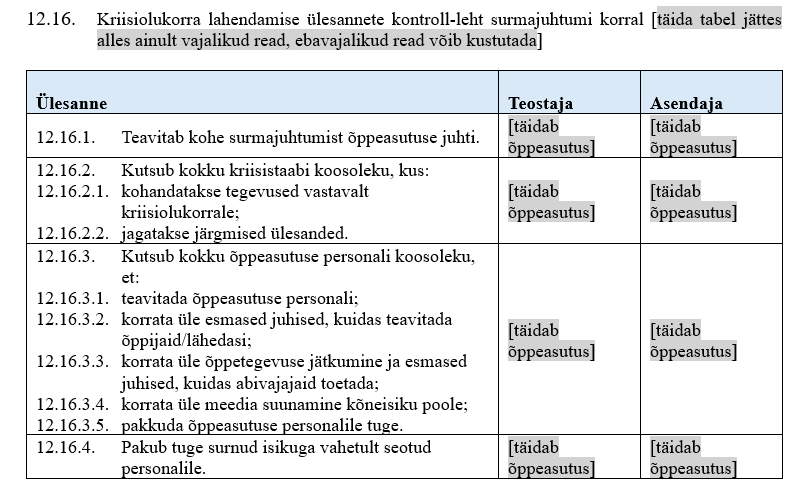 12.16. Kriisiolukorra lahendamise ülesannete kontroll-leht surmajuhtumi korral [täida tabel jättes
alles ainult vajalikud read, ebavajalikud read võib kustutada]
Ülesanne Teostaja Asendaja
12.16.1. Teavitab kohe surmajuhtumist õppeasutuse juhti.
[täidab
õppeasutus]
[täidab
õppeasutus]
12.16.2. Kutsub kokku kriisistaabi koosoleku, kus:
12.16.2.1. kohandatakse tegevused vastavalt
kriisiolukorrale;
12.16.2.2. jagatakse järgmised ülesanded.
[täidab
õppeasutus]
[täidab
õppeasutus]
12.16.3. Kutsub kokku õppeasutuse personali koosoleku,
et:
12.16.3.1. teavitada õppeasutuse personali;
12.16.3.2. korrata üle esmased juhised, kuidas teavitada
õppijaid/lähedasi;
12.16.3.3. korrata üle õppetegevuse jätkumine ja esmased
juhised, kuidas abivajajaid toetada;
12.16.3.4. korrata üle meedia suunamine kõneisiku poole;
12.16.3.5. pakkuda õppeasutuse personalile tuge.
[täidab
õppeasutus]
[täidab
õppeasutus]
12.16.4. Pakub tuge surnud isikuga vahetult seotud
personalile.
[täidab
õppeasutus]
[täidab
õppeasutus]